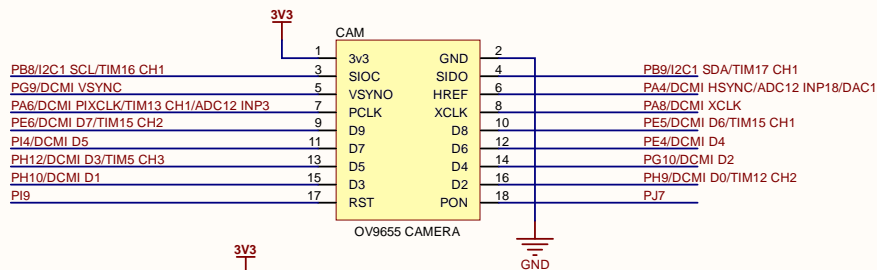 3V3
CAM
1 3v3 GND 2
PB8/I2C1 SCL/TIM16 CH1 3 SIOC SIDO 4 PB9/I2C1 SDA/TIM17 CH1
PG9/DCMI VSYNC 5 VSYNO HREF 6 PA4/DCMI HSYNC/ADC12 INP18/DAC1
PA6/DCMI PIXCLK/TIM13 CH1/ADC12 INP3 7 PCLK XCLK 8 PA8/DCMI XCLK
PE6/DCMI D7/TIM15 CH2 9 D9 D8 10 PE5/DCMI D6/TIM15 CH1
PI4/DCMI D5 11 D7 D6 12 PE4/DCMI D4
PH12/DCMI D3/TIM5 CH3 13 D5 D4 14 PG10/DCMI D2
PH10/DCMI D1 15 D3 D2 16 PH9/DCMI D0/TIM12 CH2
PI9 17 RST PON 18 PJ7
OV9655 CAMERA
3V3
GND